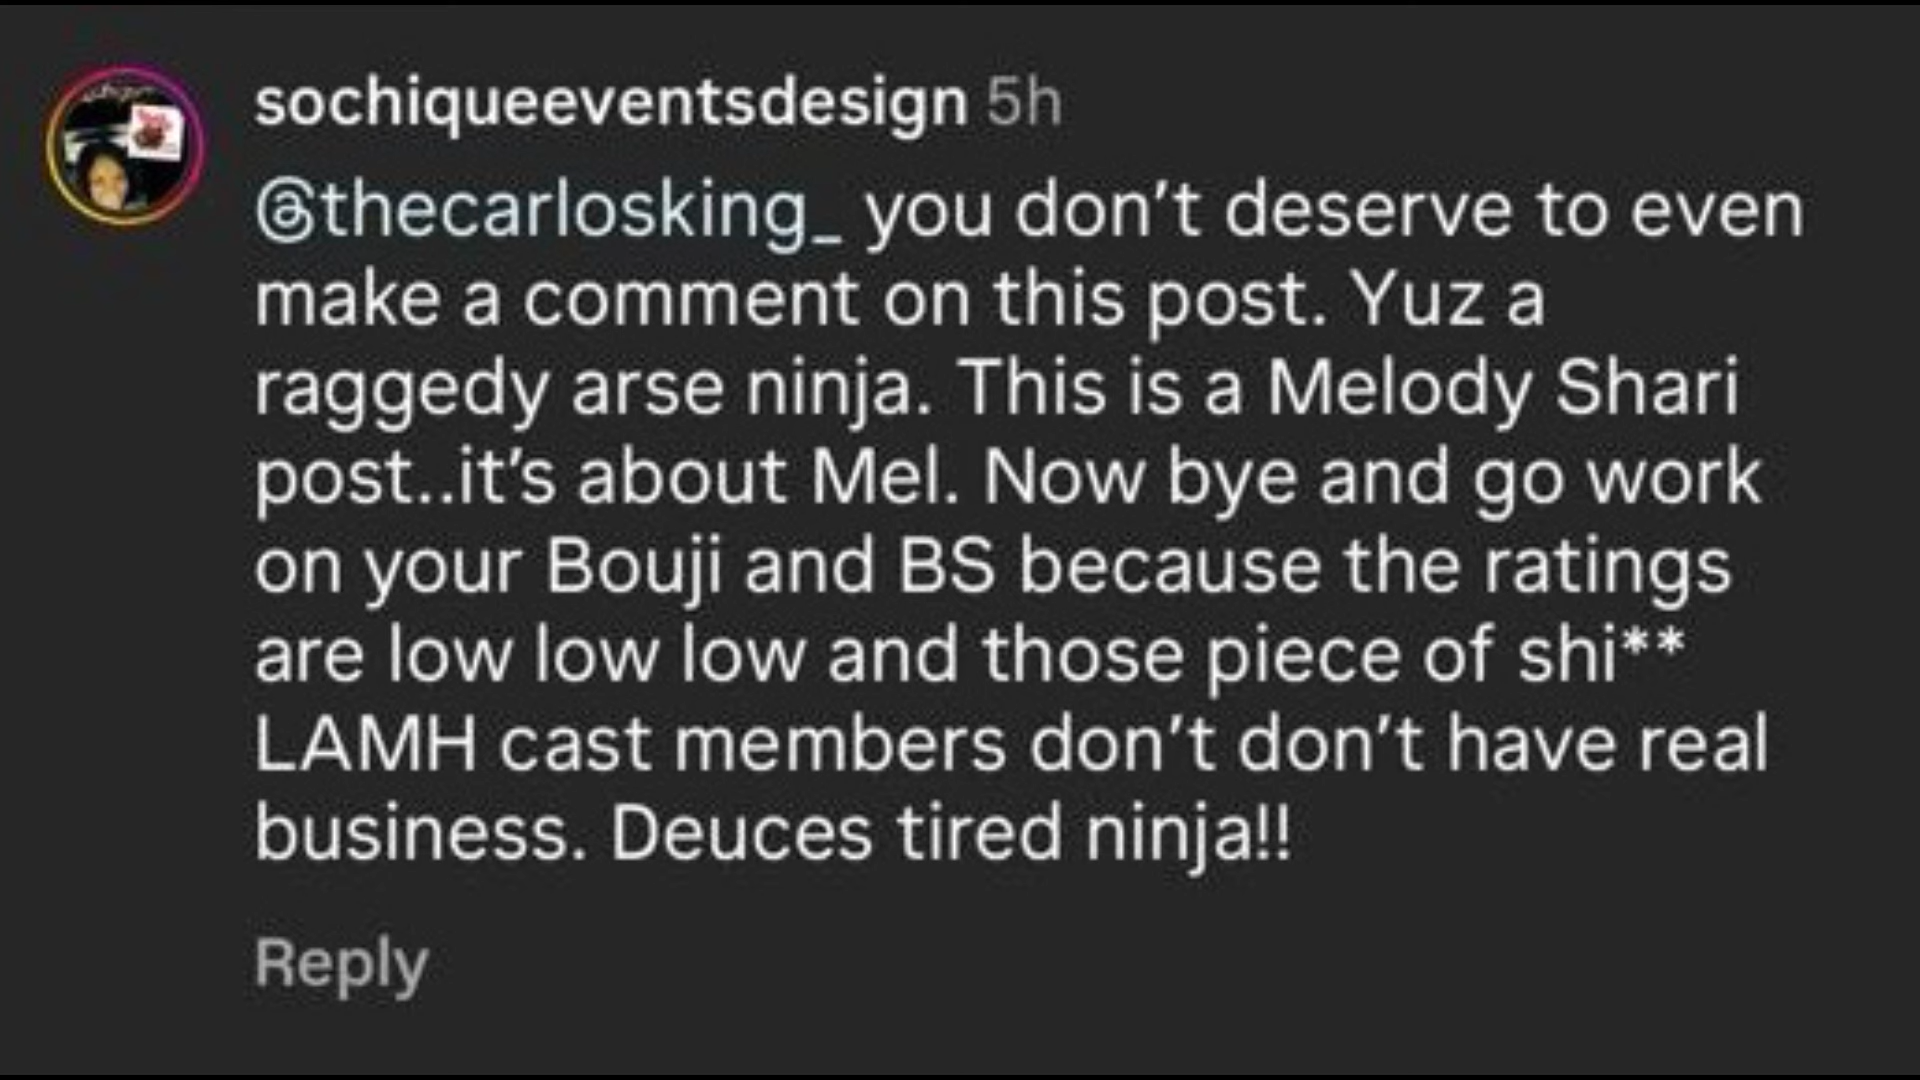 sochiqueeventsdesign 5h
@thecarlosking_ you don’t deserve to even
make a comment on this post. Yuz a
raggedy arse ninja. This is a Melody Shari
post..it’s about Mel. Now bye and go work
on your Bouji and BS because the ratings
are low low low and those piece of shi**
LAMH cast members don’t don’t have real
business. Deuces tired ninja!!
Reply